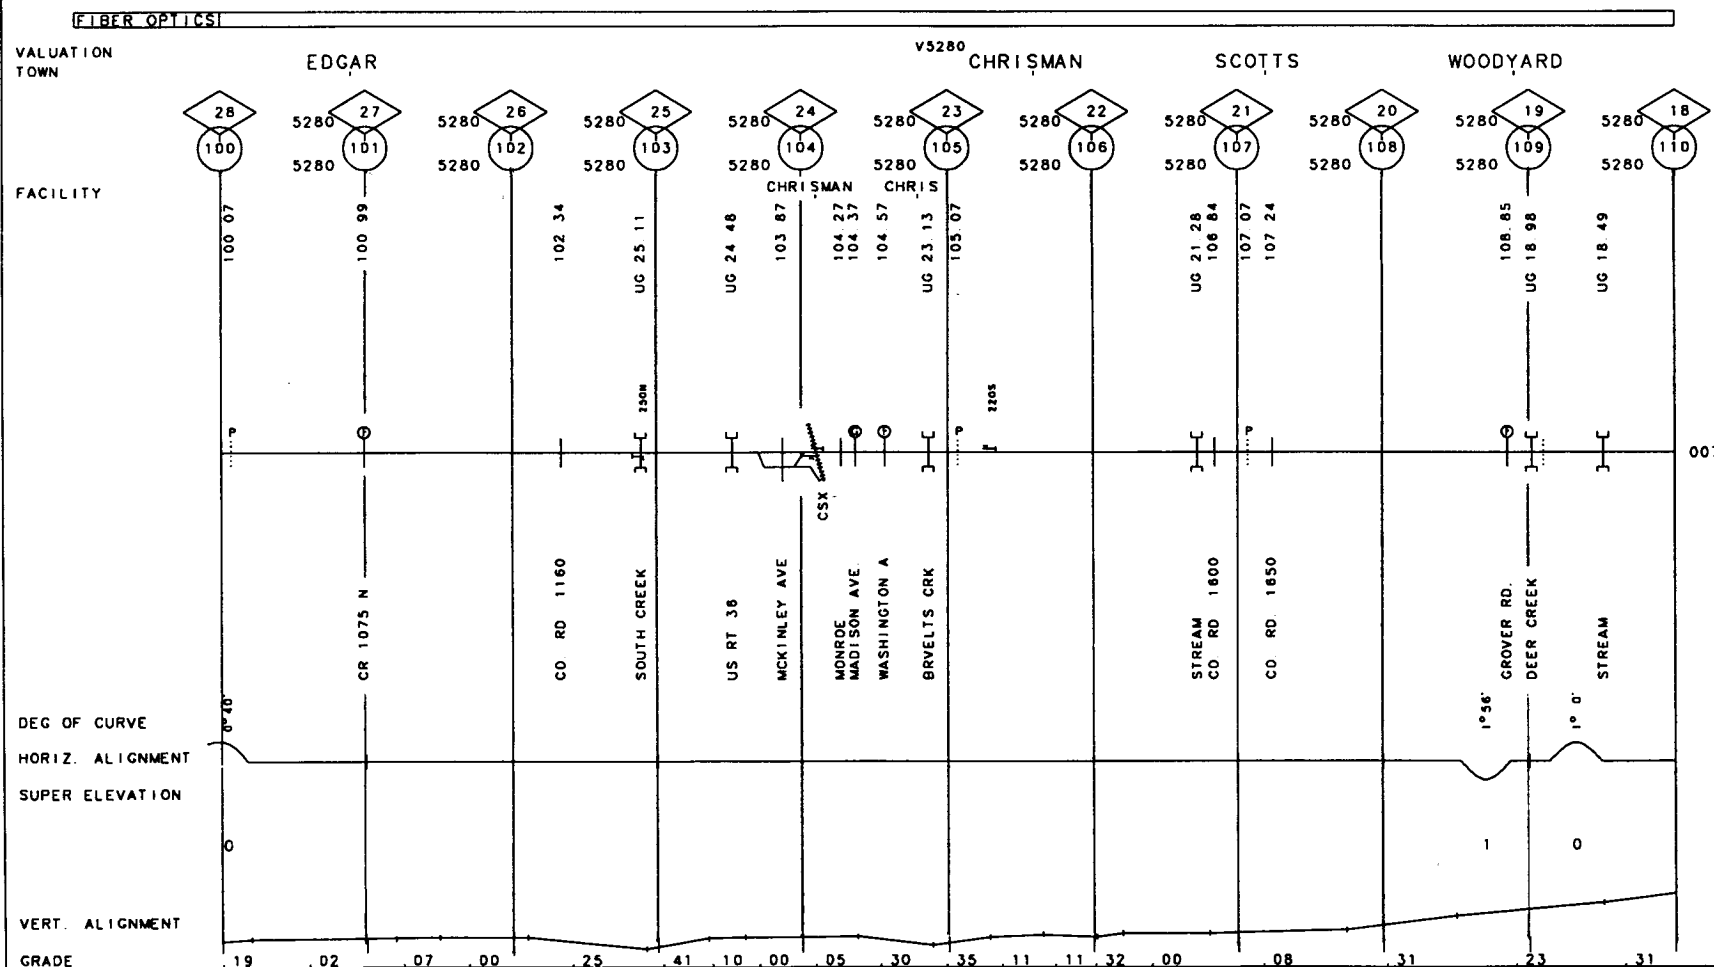 FIBER OPTICS
VALUATION V5280
TOWN EDGAR CHRISMAN SCOTTS WOODYARD
28 27 26 25 24 23 22 21 20 19 18
5280 5280 5280 5280 5280 5280 5280 5280 5280 5280
100 101 102 103 104 105 106 107 108 109 110
5280 5280 5280 5280 5280 5280 5280 5280 5280 5280
FACILITY CHRISMAN CHRIS
100 07
100 99
102 34
UG 25 11
UG 24 48
103 87
104 27
104 37
104 57
UG 23 13
105 07
UG 21 28
106 84
107 07
107 24
108 85
UG 18 98
UG 18 49
250N
220S
P P P
F C F F
007
CSX
CR 1075 N
CO RD 1160
SOUTH CREEK
US RT 36
MCKINLEY AVE
MONROE
MADISON AVE.
WASHINGTON A
BRVELTS CRK
STREAM
CO RD 1600
CO RD. 1650
GROVER RD.
DEER CREEK
STREAM
DEG OF CURVE 0°40' 1°56' 1° 0'
HORIZ. ALIGNMENT
SUPER ELEVATION
0 1 0
VERT. ALIGNMENT
GRADE .19 .02 .07 .00 .25 .41 .10 .00 .05 .30 .35 .11 .11 .32 .00 .08 .31 .23 .31